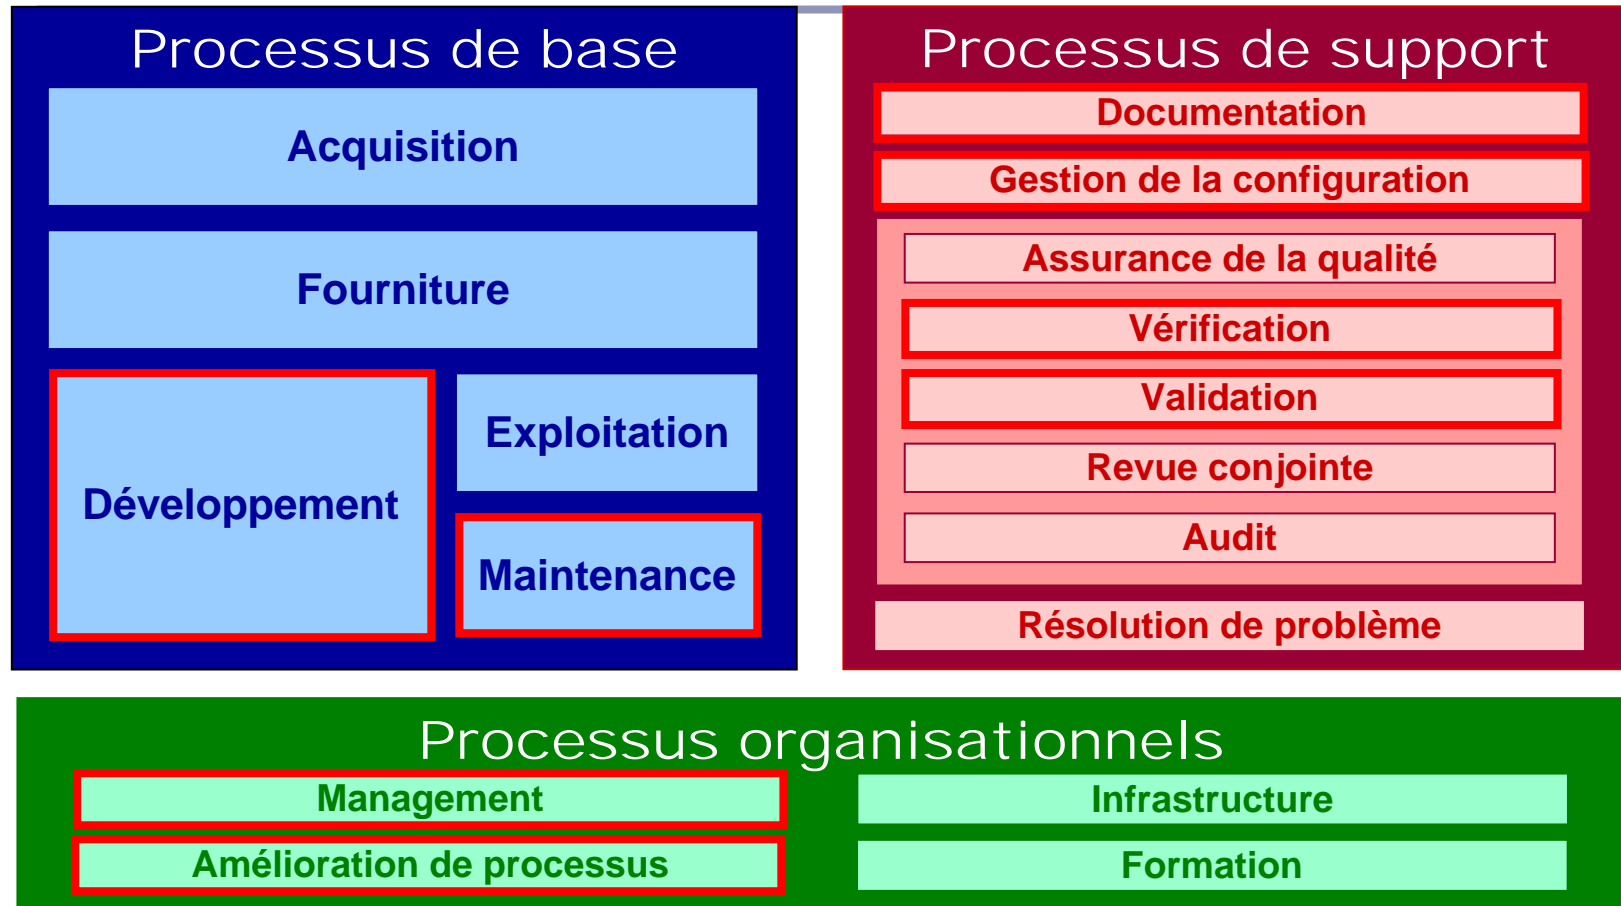 Processus de base
Acquisition
Fourniture
Développement
Exploitation
Maintenance
Processus de support
Documentation
Gestion de la configuration
Assurance de la qualité
Vérification
Validation
Revue conjointe
Audit
Résolution de problème
Processus organisationnels
Management
Infrastructure
Amélioration de processus
Formation